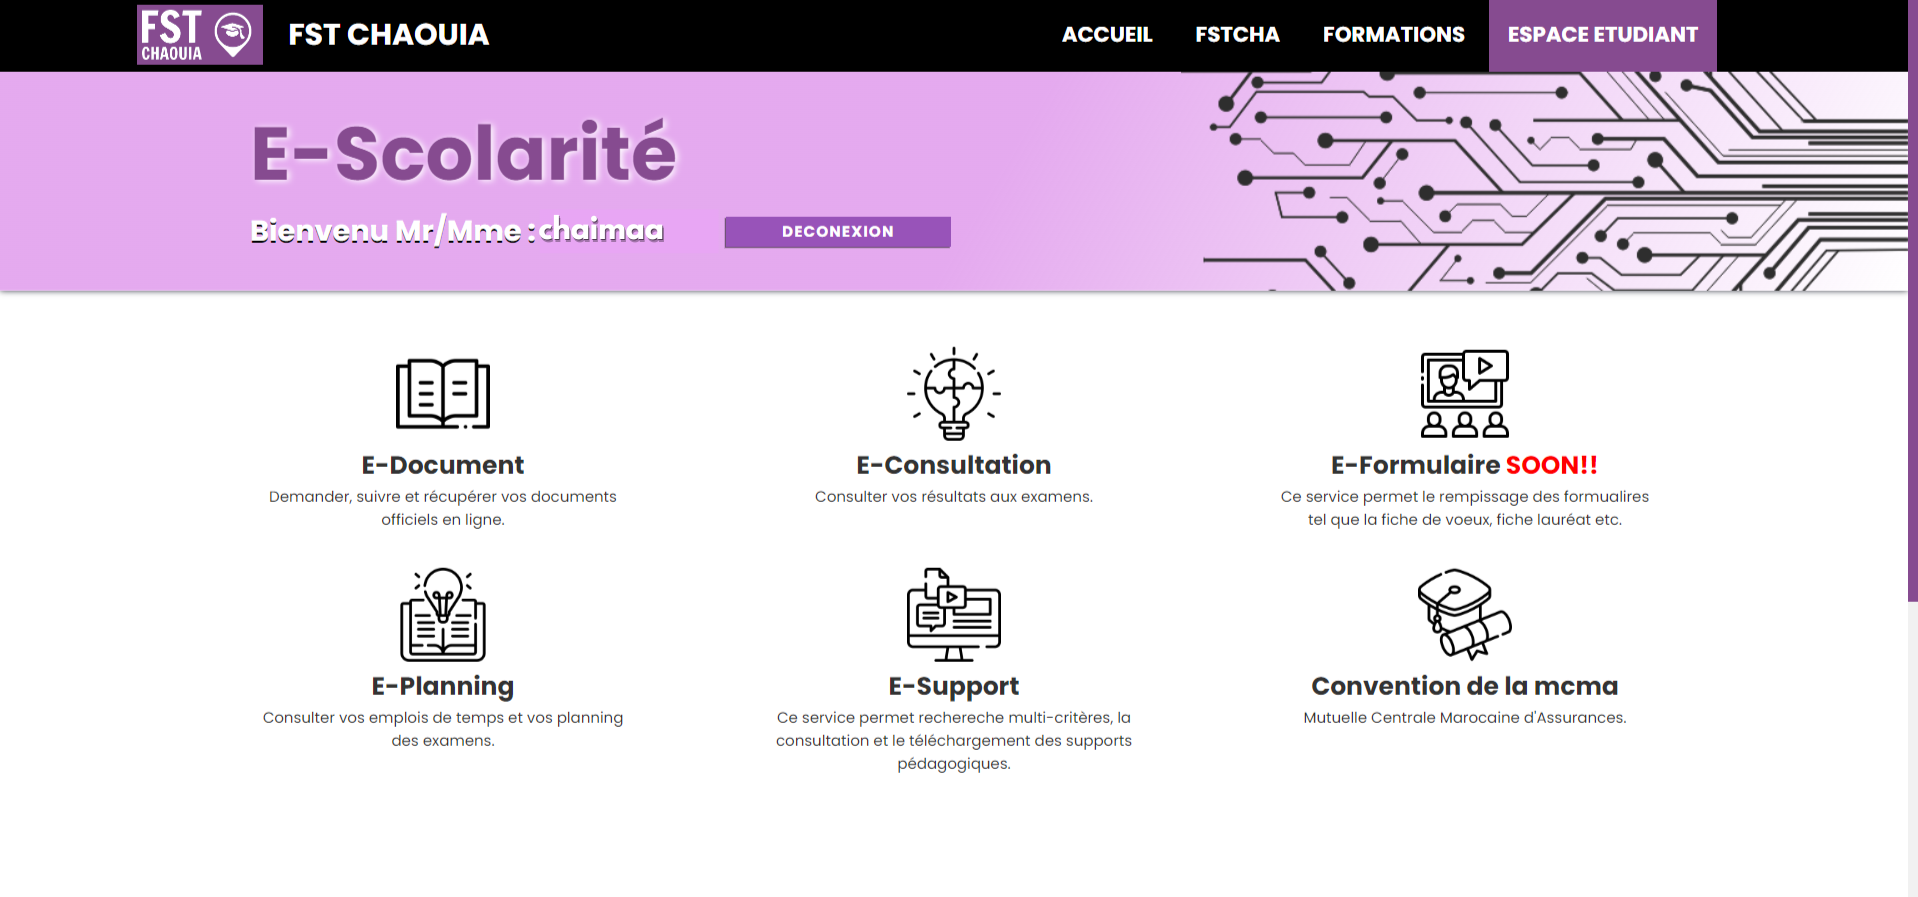 FST
CHAOUIA
FST CHAOUIA
ACCUEIL
FSTCHA
FORMATIONS
ESPACE ETUDIANT
E-Scolarité
Bienvenu Mr/Mme :chaimaa
DECONEXION
E-Document
Demander, suivre et récupérer vos documents
officiels en ligne.
E-Consultation
Consulter vos résultats aux examens.
E-Formulaire SOON!!
Ce service permet le rempissage des formualires
tel que la fiche de voeux, fiche lauréat etc.
E-Planning
Consulter vos emplois de temps et vos planning
des examens.
E-Support
Ce service permet rechereche multi-critères, la
consultation et le téléchargement des supports
pédagogiques.
Convention de la mcma
Mutuelle Centrale Marocaine d'Assurances.